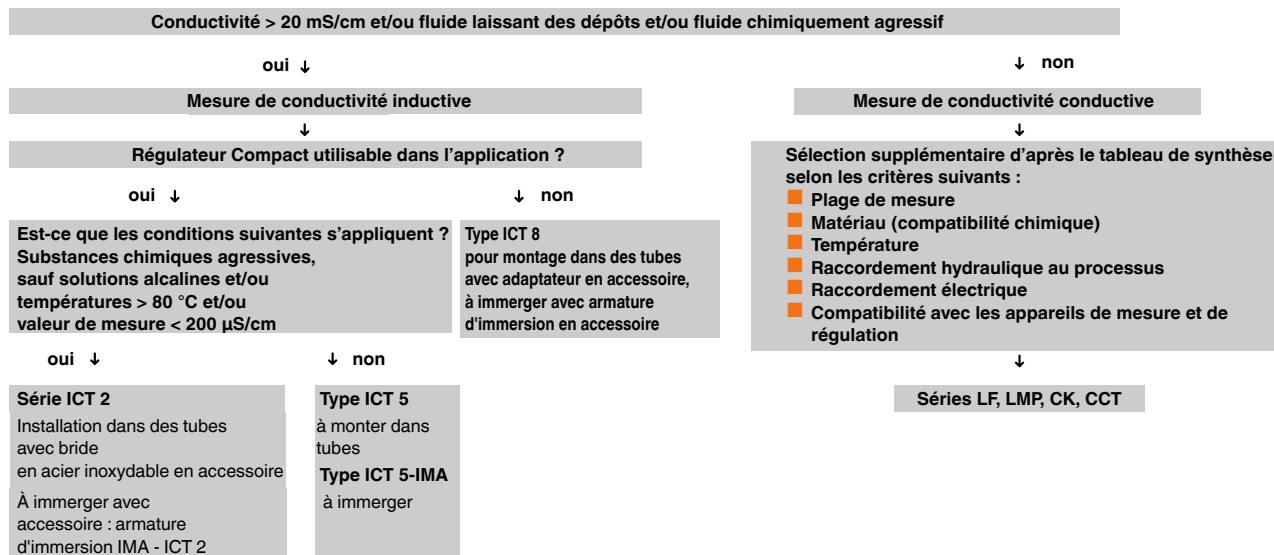 Conductivité > 20 mS/cm et/ou fluide laissant des dépôts et/ou fluide chimiquement agressif
oui ↓
↓ non
Mesure de conductivité inductive
Mesure de conductivité conductive
↓
↓
Régulateur Compact utilisable dans l'application ?
Sélection supplémentaire d'après le tableau de synthèse
selon les critères suivants :
Plage de mesure
Matériau (compatibilité chimique)
Température
Raccordement hydraulique au processus
Raccordement électrique
Compatibilité avec les appareils de mesure et de
régulation
oui ↓
↓ non
Est-ce que les conditions suivantes s'appliquent ?
Substances chimiques agressives,
sauf solutions alcalines et/ou
températures > 80 °C et/ou
valeur de mesure < 200 µS/cm
Type ICT 8
pour montage dans des tubes
avec adaptateur en accessoire,
à immerger avec armature
d'immersion en accessoire
oui ↓
↓ non
↓
Série ICT 2
Installation dans des tubes
avec bride
en acier inoxydable en accessoire
À immerger avec
accessoire : armature
d'immersion IMA - ICT 2
Type ICT 5
à monter dans
tubes
Type ICT 5-IMA
à immerger
Séries LF, LMP, CK, CCT